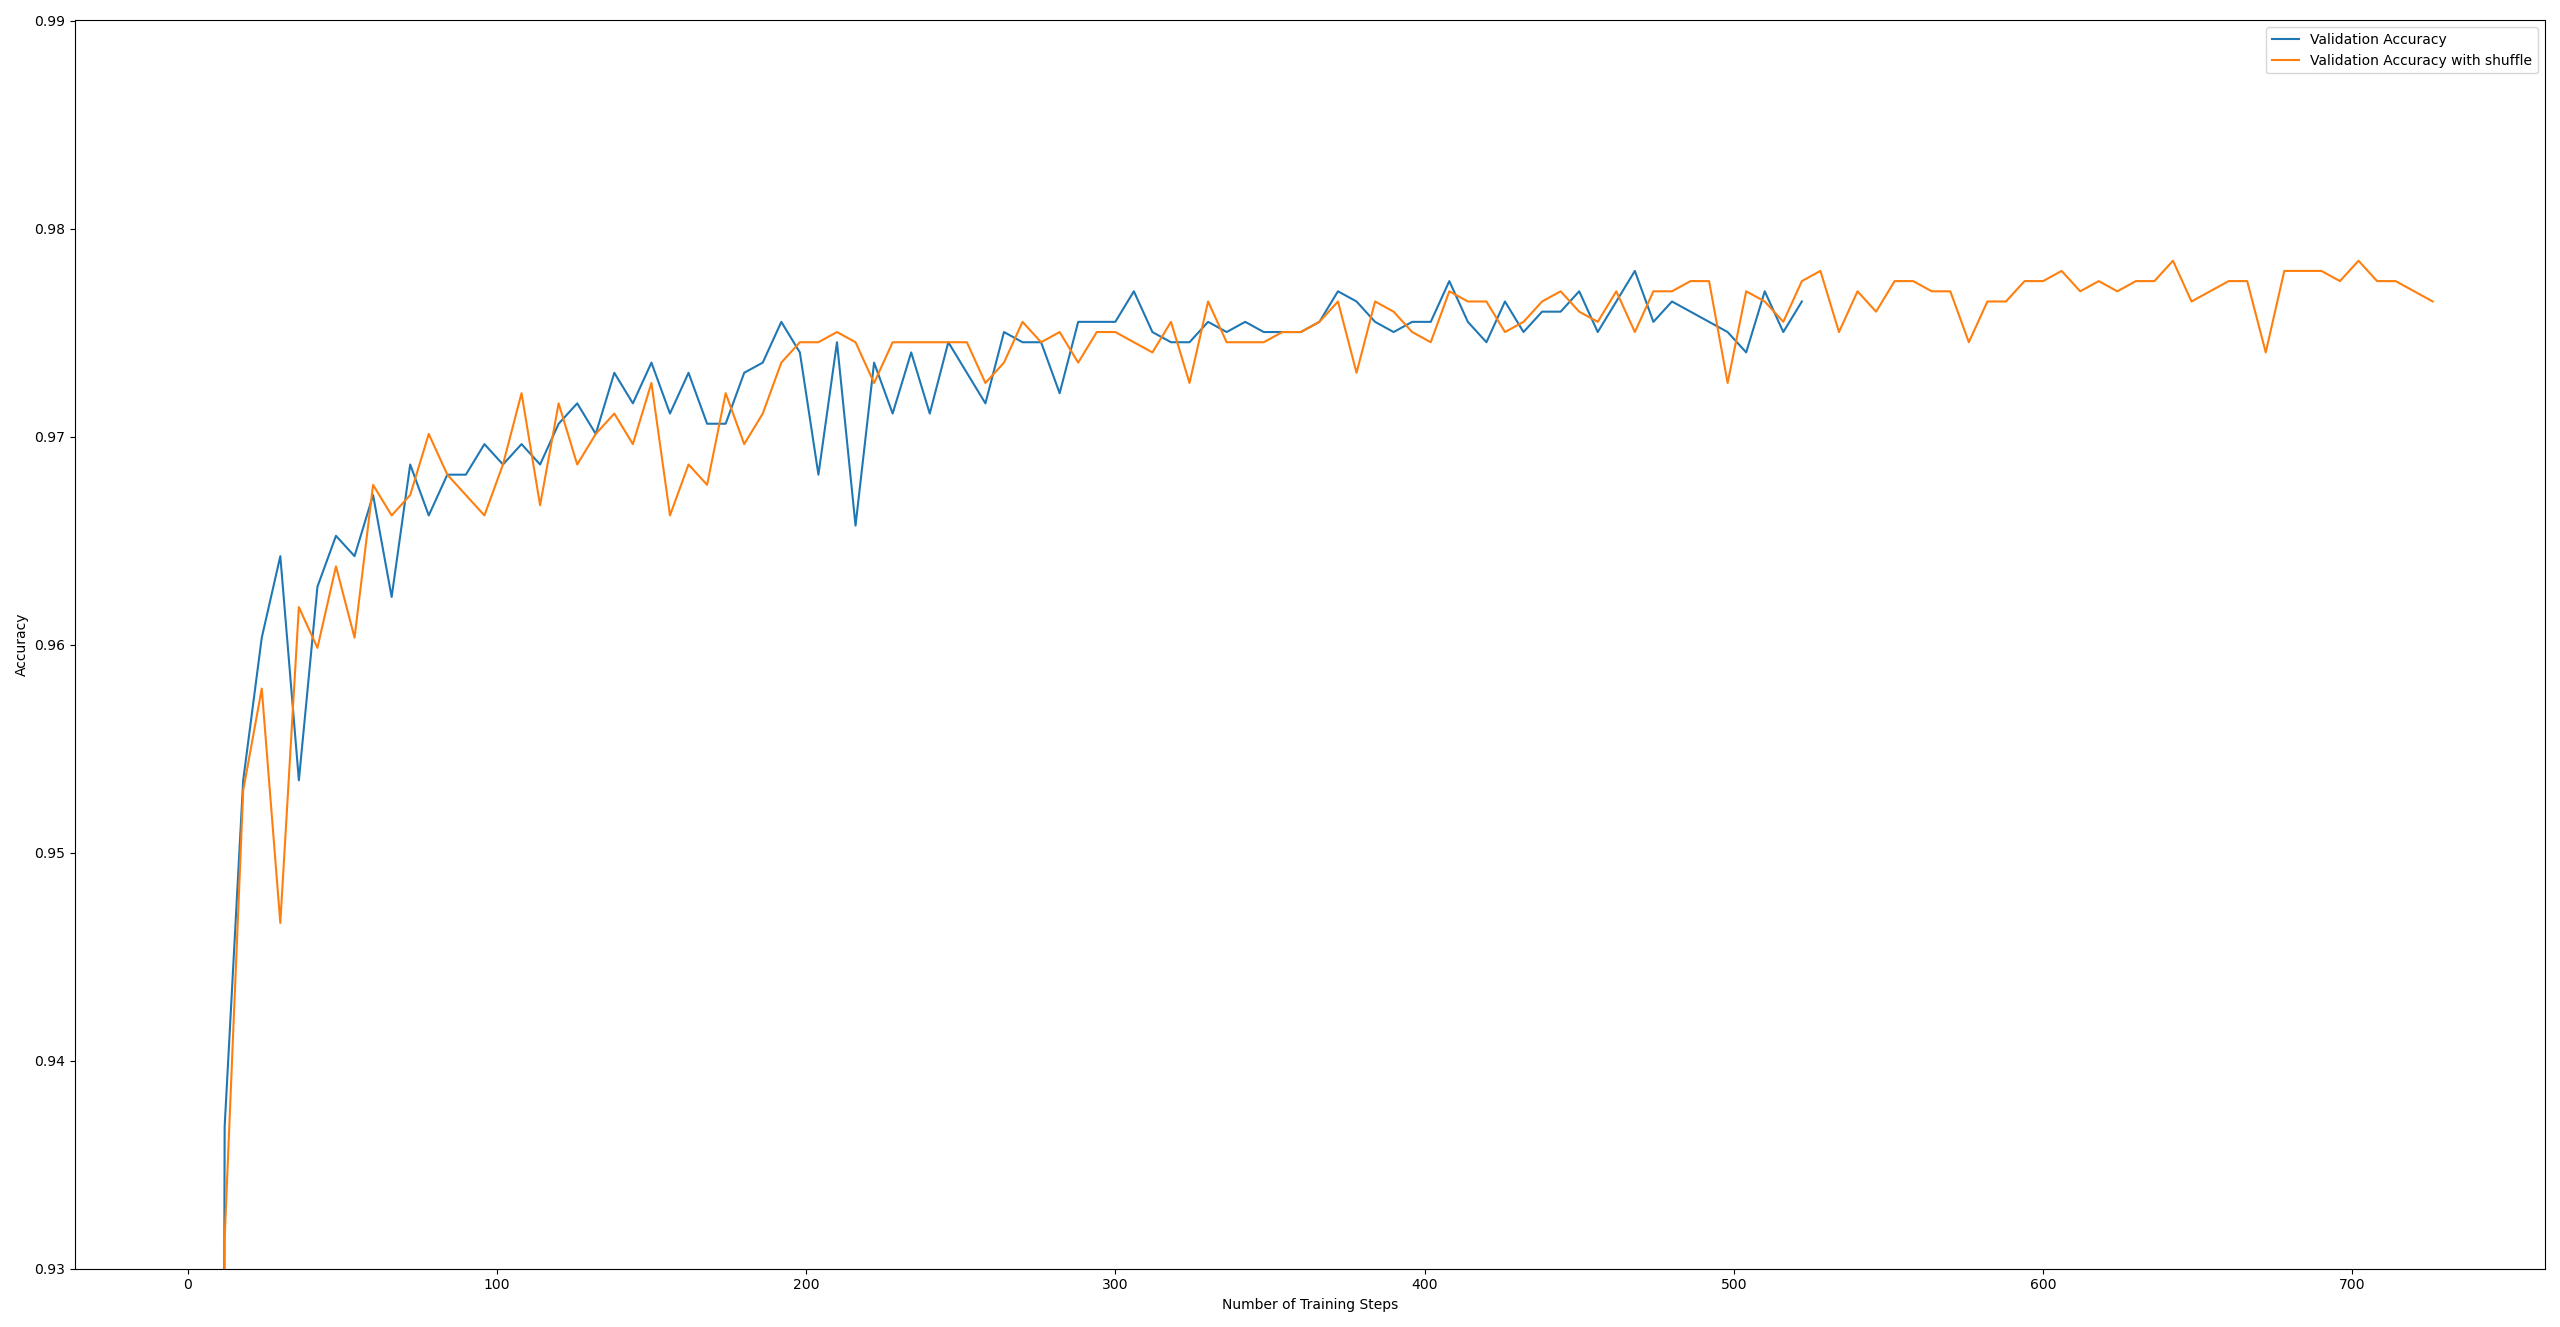 0.99
0.98
0.97
0.96
0.95
0.94
0.93
Accuracy
0 100 200 300 400 500 600 700
Number of Training Steps
Validation Accuracy
Validation Accuracy with shuffle